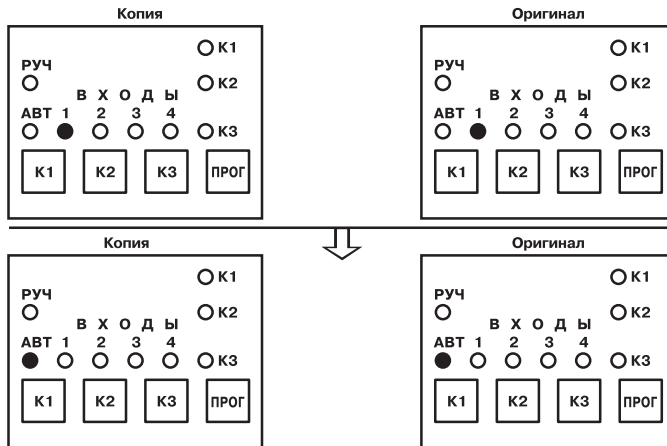 Копия
К1
РУЧ
К2
В Х О Д Ы
АВТ 1 2 3 4
К3
К1 К2 К3 ПРОГ
Оригинал
К1
РУЧ
К2
В Х О Д Ы
АВТ 1 2 3 4
К3
К1 К2 К3 ПРОГ
Копия
К1
РУЧ
К2
В Х О Д Ы
АВТ 1 2 3 4
К3
К1 К2 К3 ПРОГ
Оригинал
К1
РУЧ
К2
В Х О Д Ы
АВТ 1 2 3 4
К3
К1 К2 К3 ПРОГ